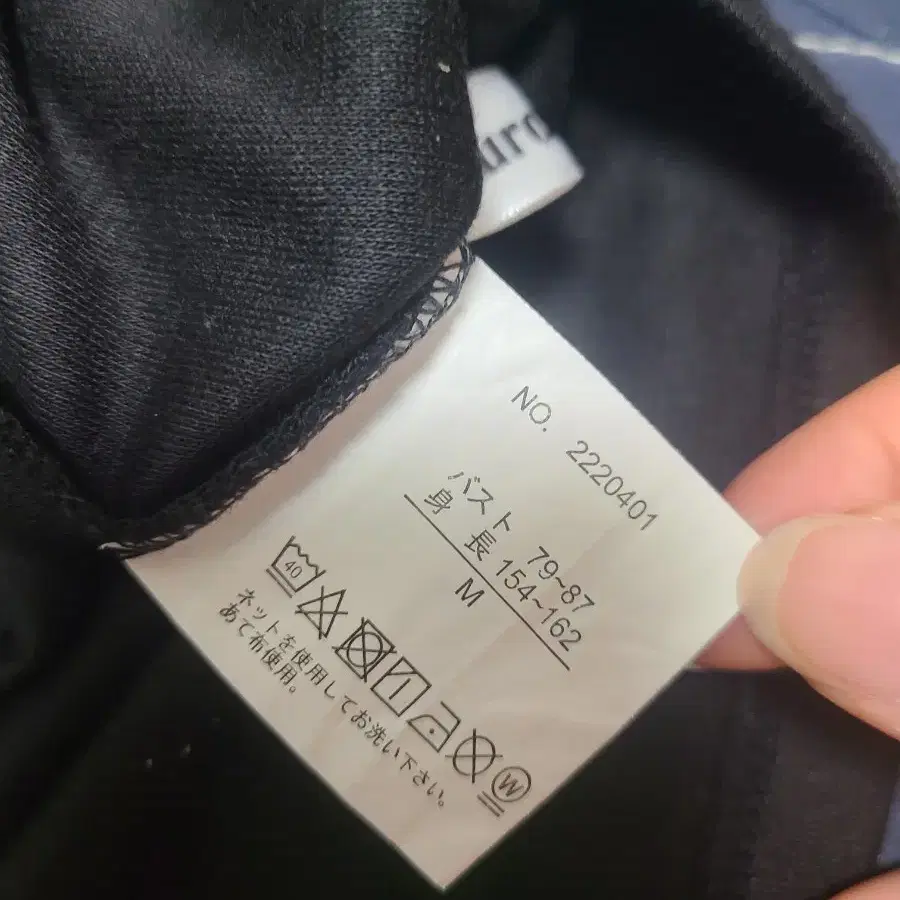 NO. 2220401
バスト 79~87
身 長 154~162
M
40
W
ネットを使用してお洗い下さい。
あて布使用。